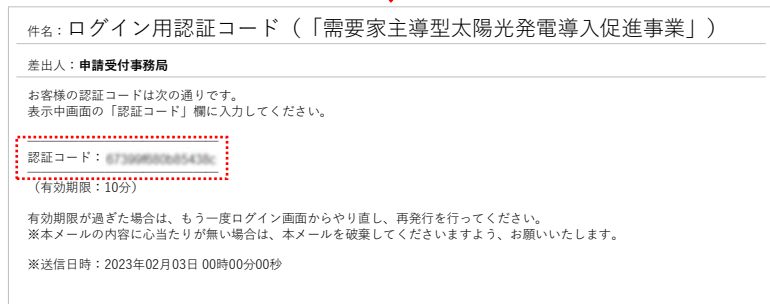 件名：ログイン用認証コード（「需要家主導型太陽光発電導入促進事業」）
差出人：申請受付事務局
お客様の認証コードは次の通りです。
表示中画面の「認証コード」欄に入力してください。
認証コード：
（有効期限：10分）
有効期限が過ぎた場合は、もう一度ログイン画面からやり直し、再発行を行ってください。
※本メールの内容に心当たりが無い場合は、本メールを破棄してくださいますよう、お願いいたします。
※送信日時：2023年02月03日 00時00分00秒